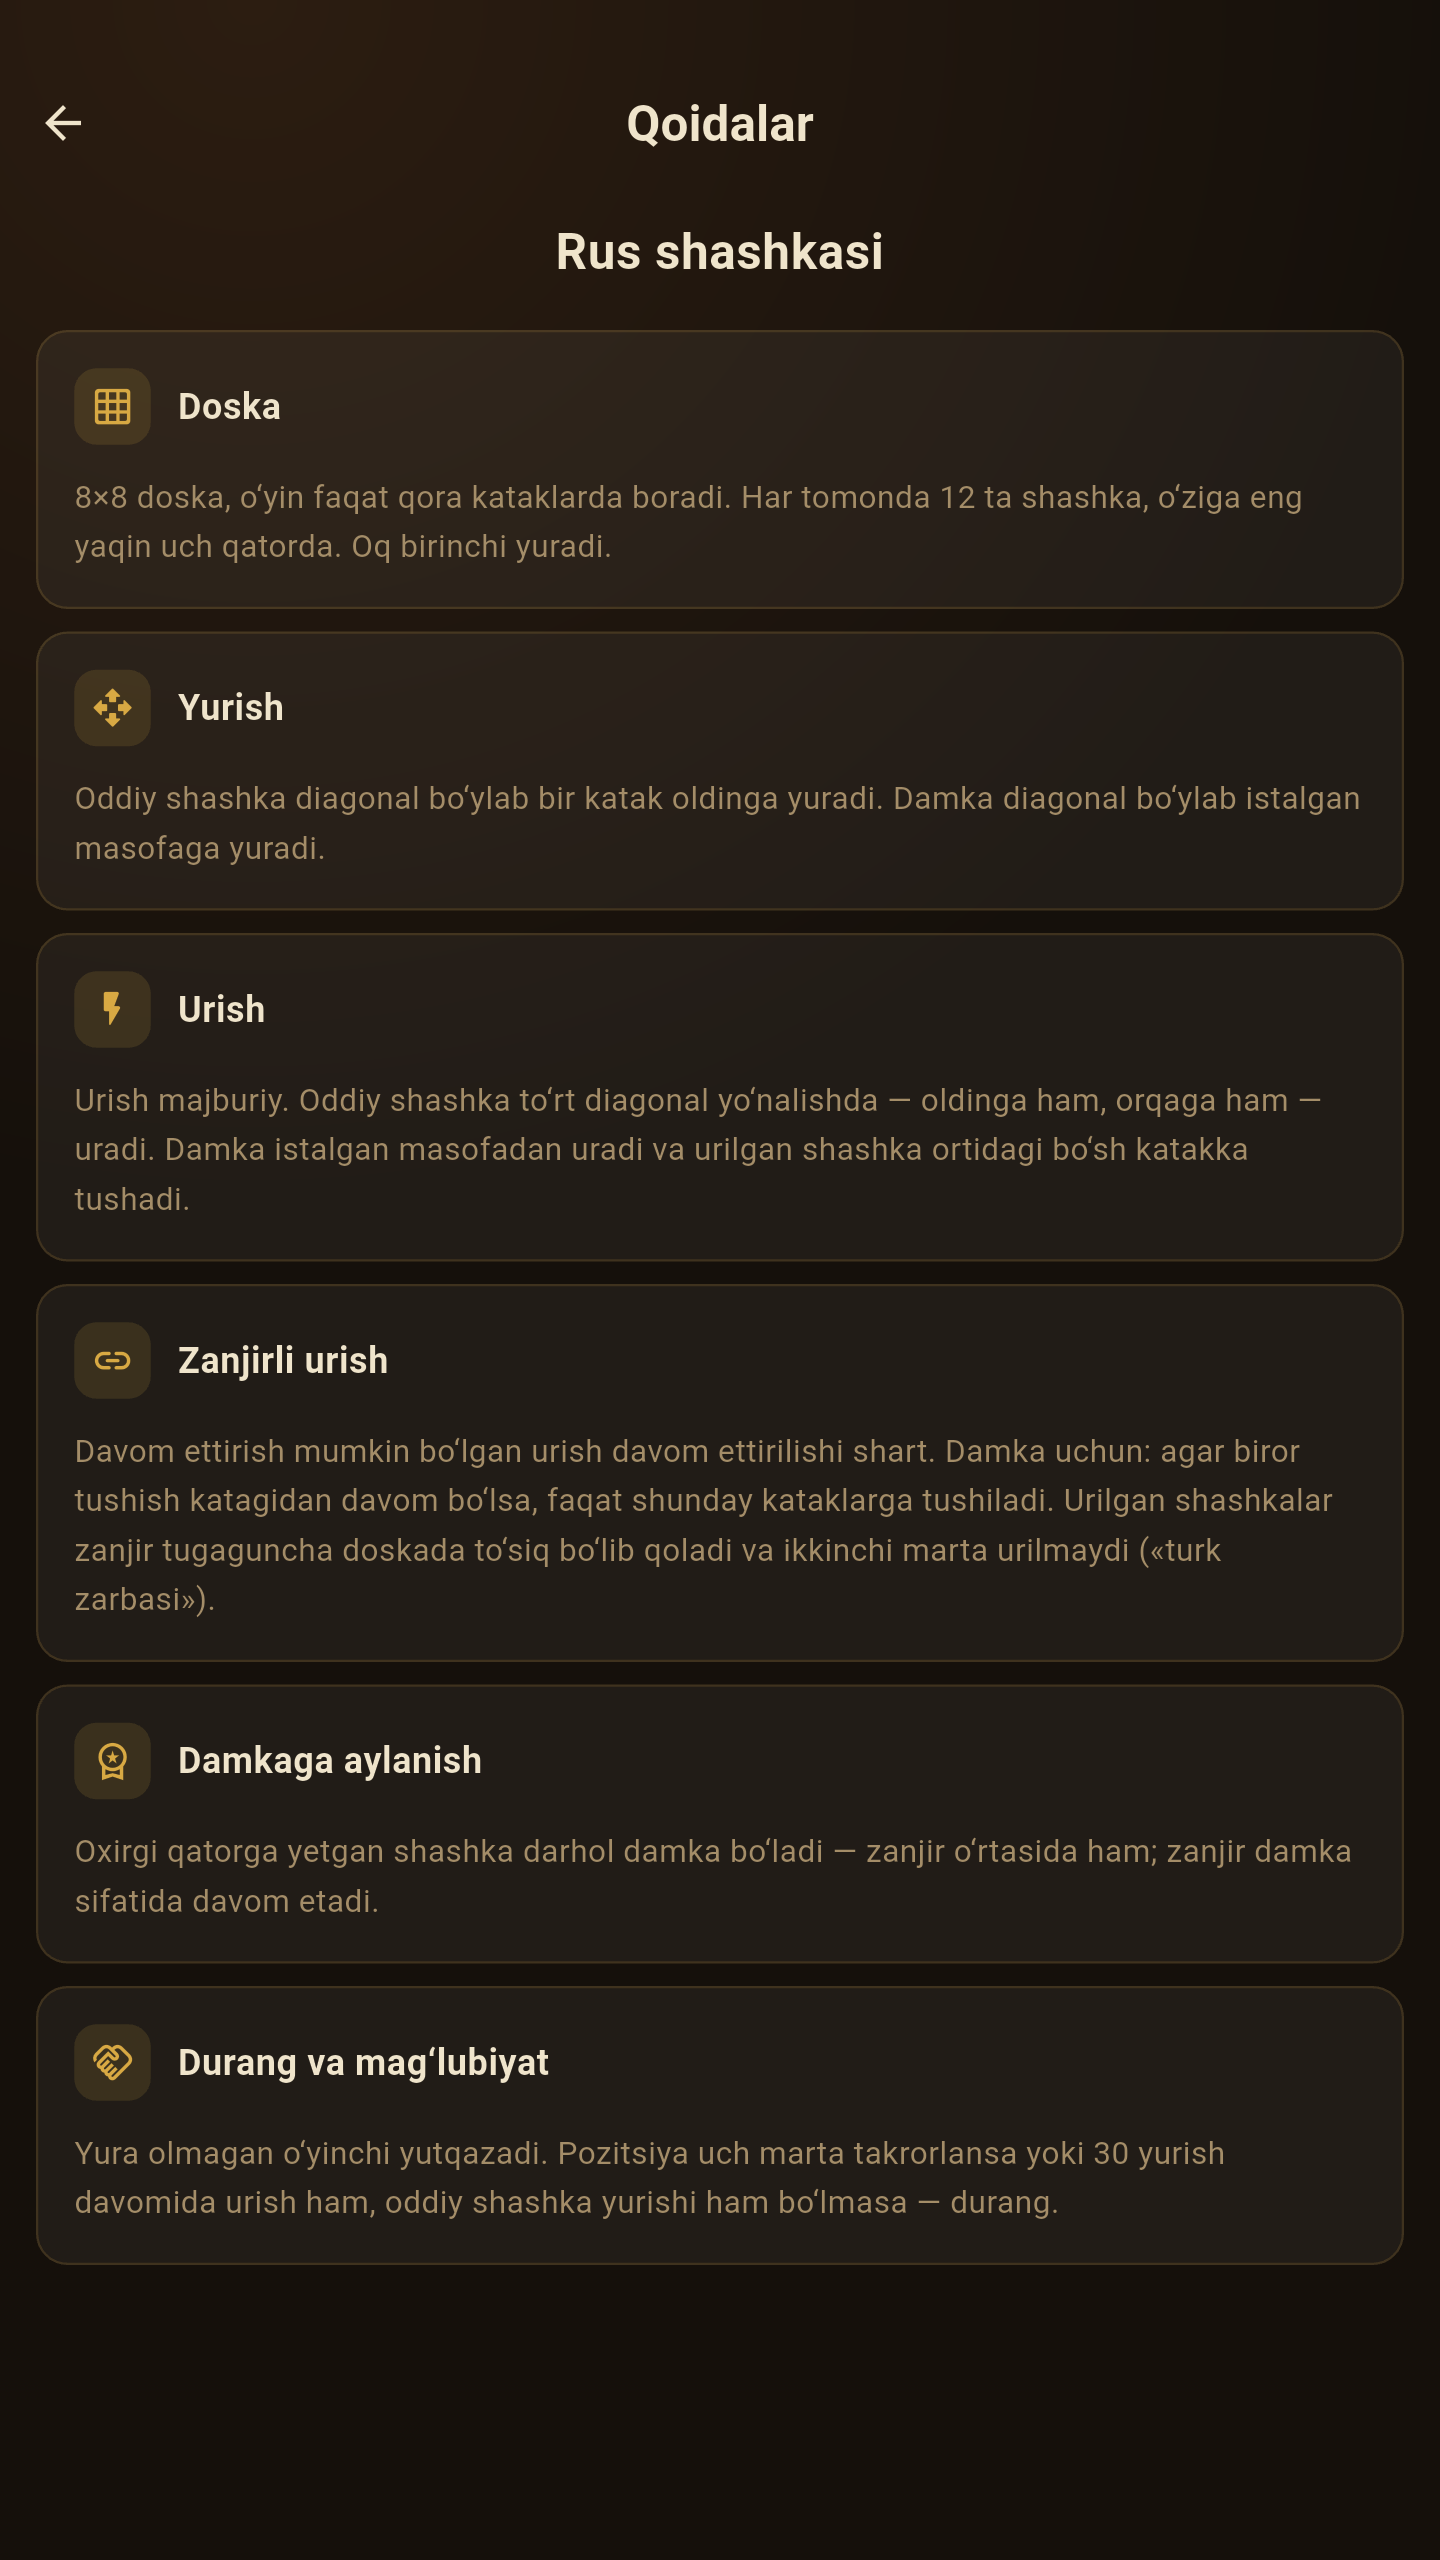 Qoidalar
Rus shashkasi
Doska
8×8 doska, oʻyin faqat qora kataklarda boradi. Har tomonda 12 ta shashka, oʻziga eng
yaqin uch qatorda. Oq birinchi yuradi.
Yurish
Oddiy shashka diagonal boʻylab bir katak oldinga yuradi. Damka diagonal boʻylab istalgan
masofaga yuradi.
Urish
Urish majburiy. Oddiy shashka toʻrt diagonal yoʻnalishda — oldinga ham, orqaga ham —
uradi. Damka istalgan masofadan uradi va urilgan shashka ortidagi boʻsh katakka
tushadi.
Zanjirli urish
Davom ettirish mumkin boʻlgan urish davom ettirilishi shart. Damka uchun: agar biror
tushish katagidan davom boʻlsa, faqat shunday kataklarga tushiladi. Urilgan shashkalar
zanjir tugaguncha doskada toʻsiq boʻlib qoladi va ikkinchi marta urilmaydi («turk
zarbasi»).
Damkaga aylanish
Oxirgi qatorga yetgan shashka darhol damka boʻladi — zanjir oʻrtasida ham; zanjir damka
sifatida davom etadi.
Durang va magʻlubiyat
Yura olmagan oʻyinchi yutqazadi. Pozitsiya uch marta takrorlansa yoki 30 yurish
davomida urish ham, oddiy shashka yurishi ham boʻlmasa — durang.